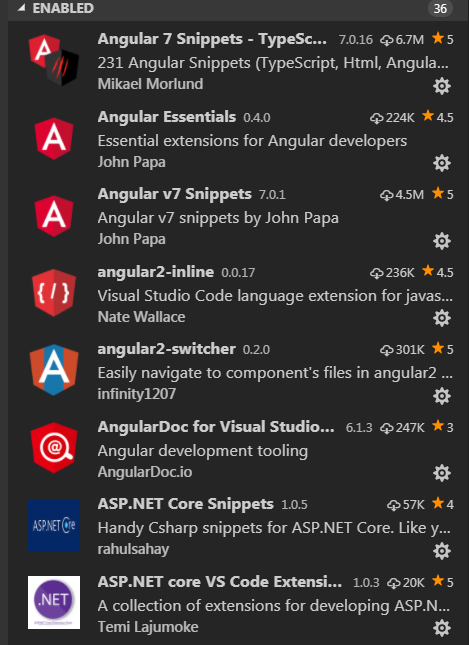 ENABLED 36
Angular 7 Snippets - TypeSc... 7.0.16 6.7M 5
231 Angular Snippets (TypeScript, Html, Angula...
Mikael Morlund
Angular Essentials 0.4.0 224K 4.5
Essential extensions for Angular developers
John Papa
Angular v7 Snippets 7.0.1 4.5M 5
Angular v7 snippets by John Papa
John Papa
angular2-inline 0.0.17 236K 4.5
Visual Studio Code language extension for javas...
Nate Wallace
angular2-switcher 0.2.0 301K 5
Easily navigate to component's files in angular2 ...
infinity1207
AngularDoc for Visual Studio... 6.1.3 247K 3
Angular development tooling
AngularDoc.io
ASP.NET Core Snippets 1.0.5 57K 4
ASP.NET Core
Handy Csharp snippets for ASP.NET Core. Like y...
rahulsahay
ASP.NET core VS Code Extensi... 1.0.3 20K 5
.NET
A collection of extensions for developing ASP.N...
Temi Lajumoke